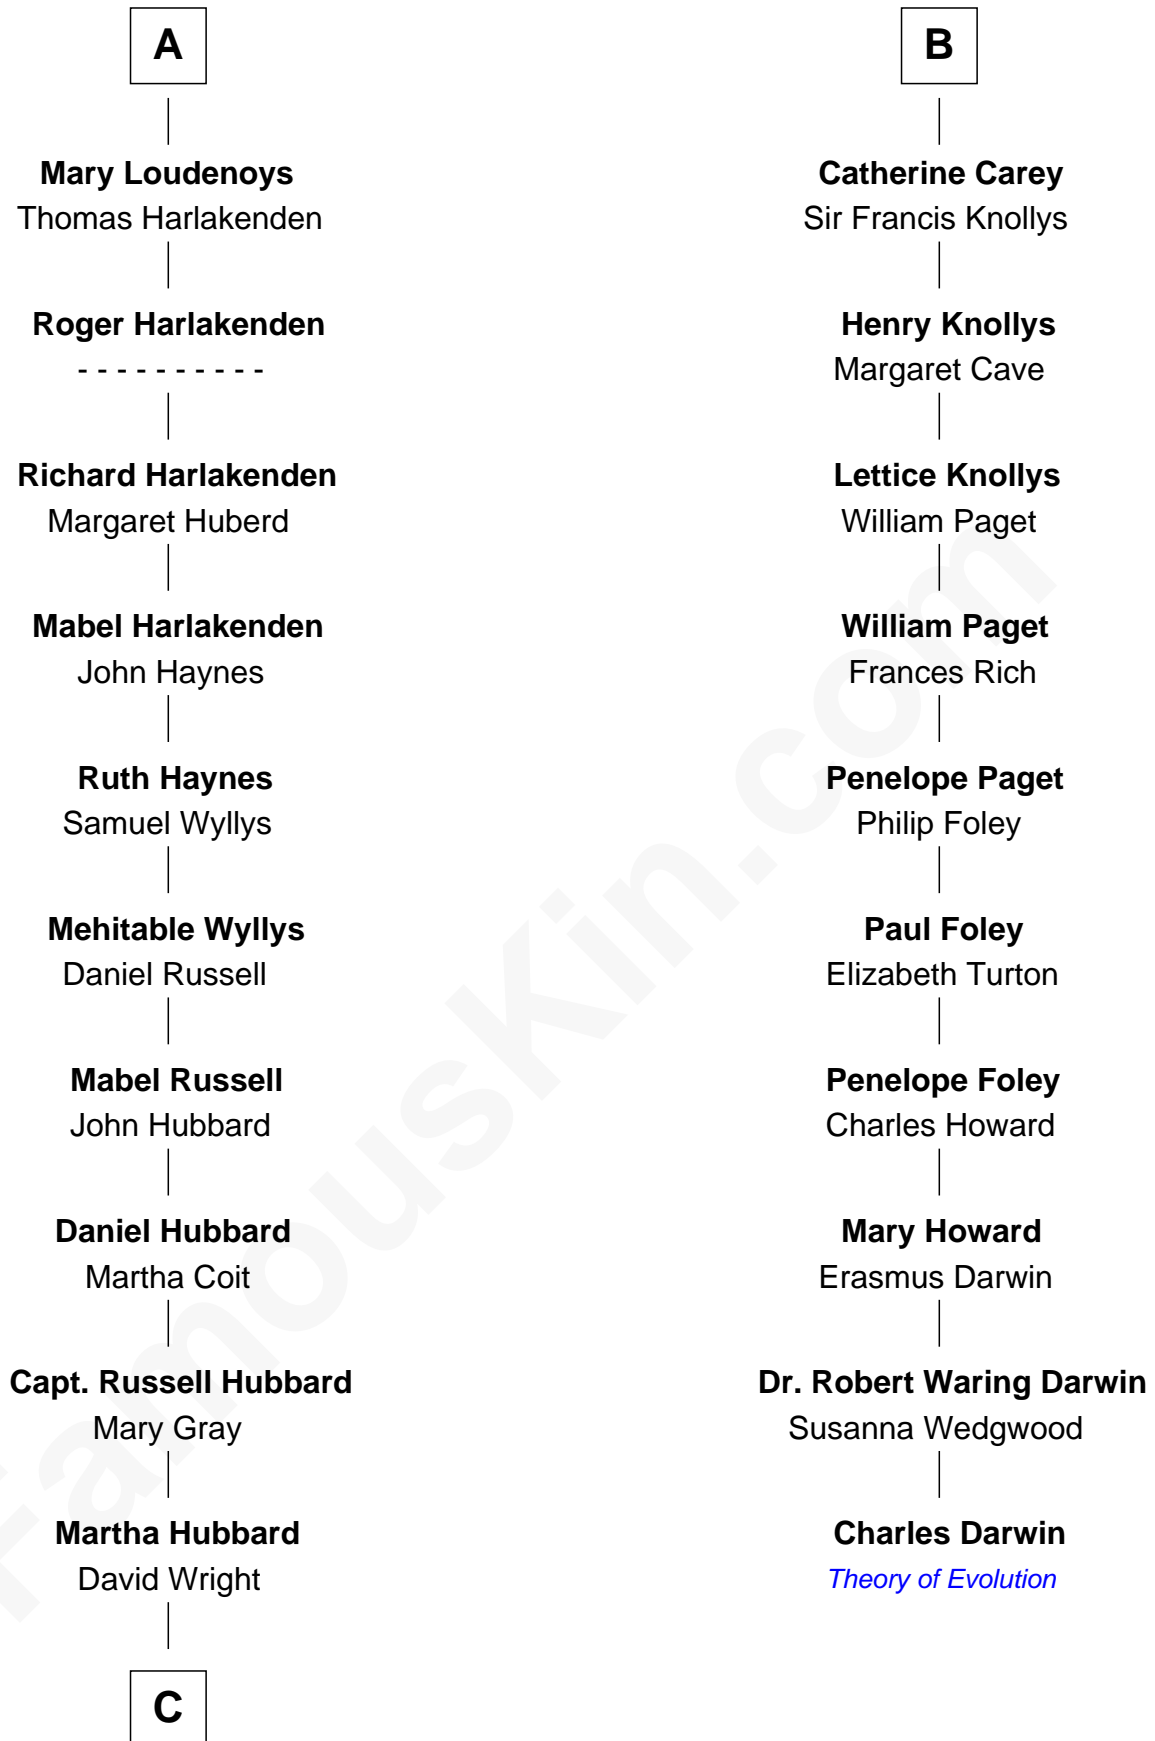 A
Mary Loudenoys
Thomas Harlakenden
Roger Harlakenden
- - - - - - - - - -
Richard Harlakenden
Margaret Huberd
Mabel Harlakenden
John Haynes
Ruth Haynes
Samuel Wyllys
Mehitable Wyllys
Daniel Russell
Mabel Russell
John Hubbard
Daniel Hubbard
Martha Coit
Capt. Russell Hubbard
Mary Gray
Martha Hubbard
David Wright
C
B
Catherine Carey
Sir Francis Knollys
Henry Knollys
Margaret Cave
Lettice Knollys
William Paget
William Paget
Frances Rich
Penelope Paget
Philip Foley
Paul Foley
Elizabeth Turton
Penelope Foley
Charles Howard
Mary Howard
Erasmus Darwin
Dr. Robert Waring Darwin
Susanna Wedgwood
Charles Darwin
Theory of Evolution
FamousKin.com